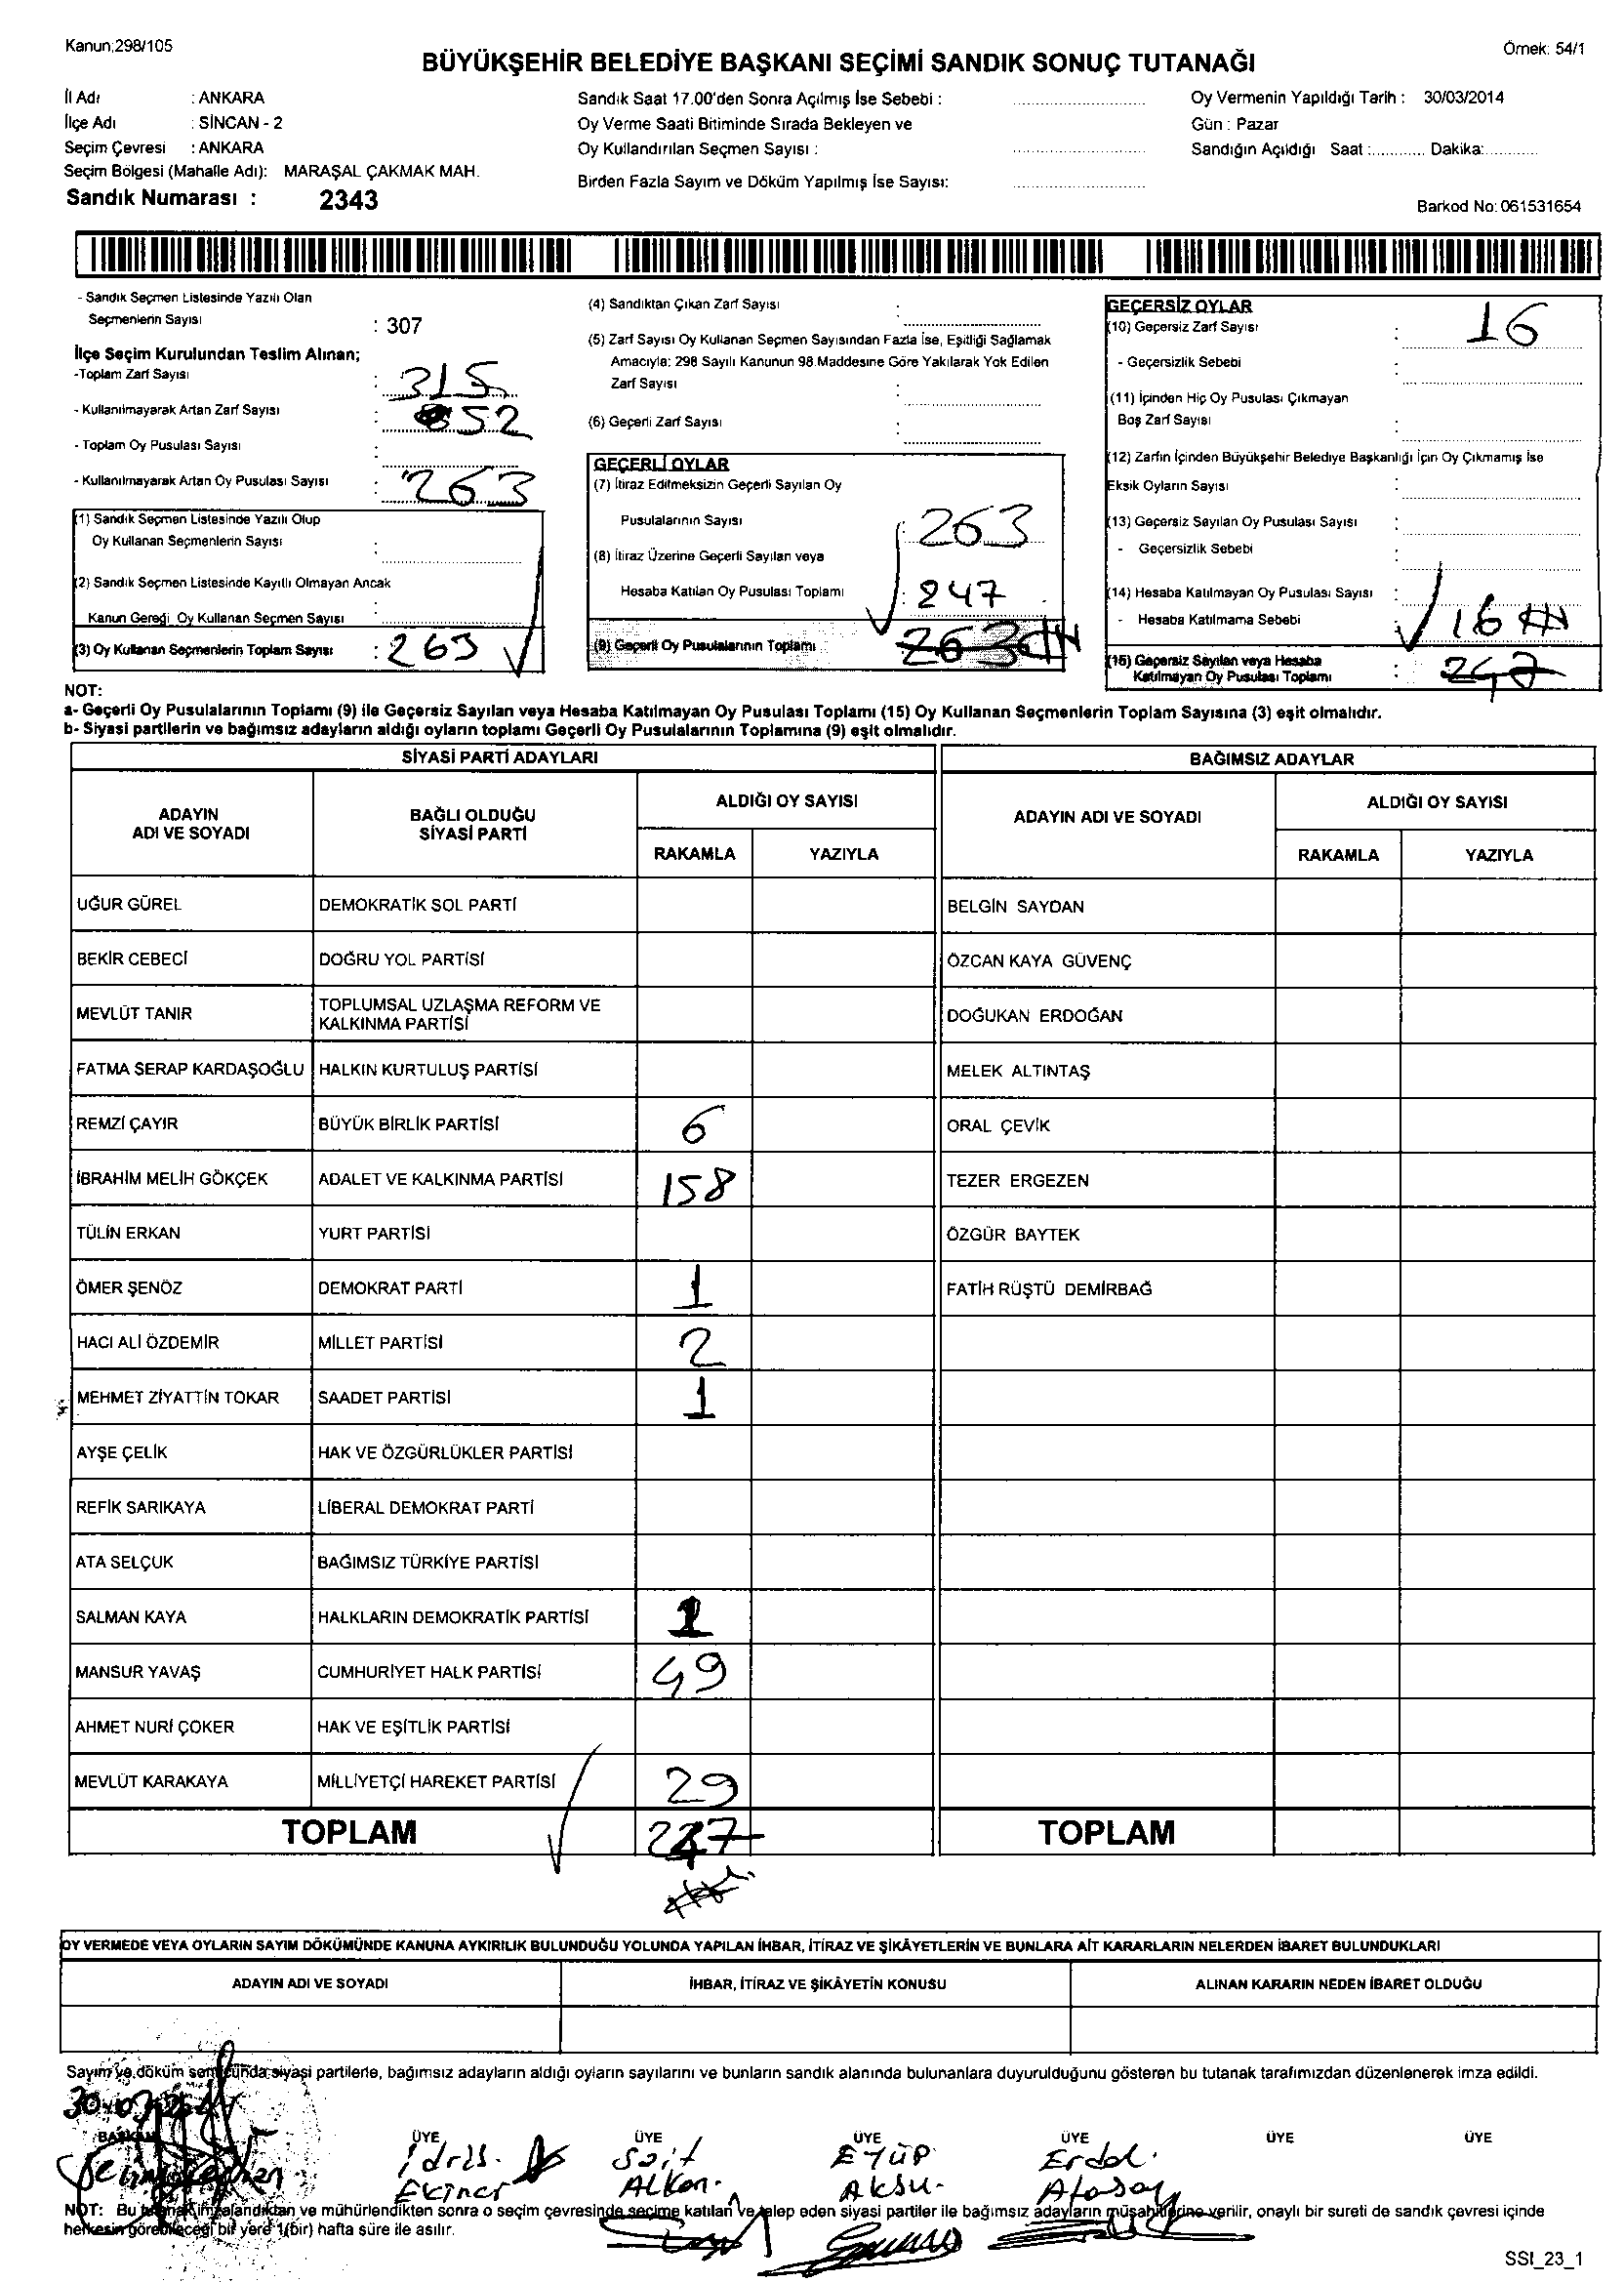 Kanun;298/105
Örnek: 54/1
BÜYÜKŞEHİR BELEDİYE BAŞKANI SEÇİMİ SANDIK SONUÇ TUTANAĞI
İl Adı : ANKARA
İlçe Adı : SİNCAN - 2
Seçim Çevresi : ANKARA
Seçim Bölgesi (Mahalle Adı): MARAŞAL ÇAKMAK MAH.
Sandık Numarası : 2343
Sandık Saat 17.00'den Sonra Açılmış İse Sebebi :
Oy Verme Saati Bitiminde Sırada Bekleyen ve
Oy Kullandırılan Seçmen Sayısı :
Birden Fazla Sayım ve Döküm Yapılmış İse Sayısı:
Oy Vermenin Yapıldığı Tarih : 30/03/2014
Gün : Pazar
Sandığın Açıldığı Saat :............ Dakika:............
Barkod No: 061531654
- Sandık Seçmen Listesinde Yazılı Olan
Seçmenlerin Sayısı : 307
İlçe Seçim Kurulundan Teslim Alınan;
-Toplam Zarf Sayısı : 315
- Kullanılmayarak Artan Zarf Sayısı : 52
- Toplam Oy Pusulası Sayısı :
- Kullanılmayarak Artan Oy Pusulası Sayısı : 263
(1) Sandık Seçmen Listesinde Yazılı Olup
Oy Kullanan Seçmenlerin Sayısı :
(2) Sandık Seçmen Listesinde Kayıtlı Olmayan Ancak
Kanun Gereği Oy Kullanan Seçmen Sayısı :
(3) Oy Kullanan Seçmenlerin Toplam Sayısı : 263
(4) Sandıktan Çıkan Zarf Sayısı :
(5) Zarf Sayısı Oy Kullanan Seçmen Sayısından Fazla İse, Eşitliği Sağlamak
Amacıyla; 298 Sayılı Kanunun 98.Maddesine Göre Yakılarak Yok Edilen
Zarf Sayısı :
(6) Geçerli Zarf Sayısı :
GEÇERLİ OYLAR
(7) İtiraz Edilmeksizin Geçerli Sayılan Oy
Pusulalarının Sayısı : 263
(8) İtiraz Üzerine Geçerli Sayılan veya
Hesaba Katılan Oy Pusulası Toplamı : 247
(9) Geçerli Oy Pusulalarının Toplamı : 263
GEÇERSİZ OYLAR
(10) Geçersiz Zarf Sayısı : 16
- Geçersizlik Sebebi :
(11) İçinden Hiç Oy Pusulası Çıkmayan
Boş Zarf Sayısı :
(12) Zarfın İçinden Büyükşehir Belediye Başkanlığı İçin Oy Çıkmamış İse
Eksik Oyların Sayısı :
(13) Geçersiz Sayılan Oy Pusulası Sayısı :
- Geçersizlik Sebebi :
(14) Hesaba Katılmayan Oy Pusulası Sayısı :
- Hesaba Katılmama Sebebi : 16
(15) Geçersiz Sayılan veya Hesaba
Katılmayan Oy Pusulası Toplamı : 247
NOT:
a- Geçerli Oy Pusulalarının Toplamı (9) ile Geçersiz Sayılan veya Hesaba Katılmayan Oy Pusulası Toplamı (15) Oy Kullanan Seçmenlerin Toplam Sayısına (3) eşit olmalıdır.
b- Siyasi partilerin ve bağımsız adayların aldığı oyların toplamı Geçerli Oy Pusulalarının Toplamına (9) eşit olmalıdır.
SİYASİ PARTİ ADAYLARI BAĞIMSIZ ADAYLAR
ADAYIN ADI VE SOYADI BAĞLI OLDUĞU SİYASİ PARTİ ALDIĞI OY SAYISI ADAYIN ADI VE SOYADI ALDIĞI OY SAYISI
RAKAMLA YAZIYLA RAKAMLA YAZIYLA
UĞUR GÜREL DEMOKRATİK SOL PARTİ BELGİN SAYDAN
BEKİR CEBECİ DOĞRU YOL PARTİSİ ÖZCAN KAYA GÜVENÇ
MEVLÜT TANIR TOPLUMSAL UZLAŞMA REFORM VE KALKINMA PARTİSİ DOĞUKAN ERDOĞAN
FATMA SERAP KARDAŞOĞLU HALKIN KURTULUŞ PARTİSİ MELEK ALTINTAŞ
REMZİ ÇAYIR BÜYÜK BİRLİK PARTİSİ 6 ORAL ÇEVİK
İBRAHİM MELİH GÖKÇEK ADALET VE KALKINMA PARTİSİ 158 TEZER ERGEZEN
TÜLİN ERKAN YURT PARTİSİ ÖZGÜR BAYTEK
ÖMER ŞENÖZ DEMOKRAT PARTİ 1 FATİH RÜŞTÜ DEMİRBAĞ
HACI ALİ ÖZDEMİR MİLLET PARTİSİ 2
MEHMET ZİYATTİN TOKAR SAADET PARTİSİ 1
AYŞE ÇELİK HAK VE ÖZGÜRLÜKLER PARTİSİ
REFİK SARIKAYA LİBERAL DEMOKRAT PARTİ
ATA SELÇUK BAĞIMSIZ TÜRKİYE PARTİSİ
SALMAN KAYA HALKLARIN DEMOKRATİK PARTİSİ 1
MANSUR YAVAŞ CUMHURİYET HALK PARTİSİ 49
AHMET NURİ ÇOKER HAK VE EŞİTLİK PARTİSİ
MEVLÜT KARAKAYA MİLLİYETÇİ HAREKET PARTİSİ 29
TOPLAM 247 TOPLAM
OY VERMEDE VEYA OYLARIN SAYIM DÖKÜMÜNDE KANUNA AYKIRILIK BULUNDUĞU YOLUNDA YAPILAN İHBAR, İTİRAZ VE ŞİKÂYETLERİN VE BUNLARA AİT KARARLARIN NELERDEN İBARET BULUNDUKLARI
ADAYIN ADI VE SOYADI İHBAR, İTİRAZ VE ŞİKÂYETİN KONUSU ALINAN KARARIN NEDEN İBARET OLDUĞU
Sayım ve döküm sonucunda siyasi partilerle, bağımsız adayların aldığı oyların sayılarını ve bunların sandık alanında bulunanlara duyurulduğunu gösteren bu tutanak tarafımızdan düzenlenerek imza edildi.
BAŞKAN ÜYE ÜYE ÜYE ÜYE ÜYE ÜYE
İdris Sait Eyüp Erdal
Ekiner Alkan Aksu Atasoy
NOT: Bu tutanak imzalandıktan ve mühürlendikten sonra o seçim çevresinde seçime katılan ve talep eden siyasi partiler ile bağımsız adayların müşahitlerine verilir, onaylı bir sureti de sandık çevresi içinde
herkesin görebileceği bir yere 1(bir) hafta süre ile asılır.
SSI_23_1